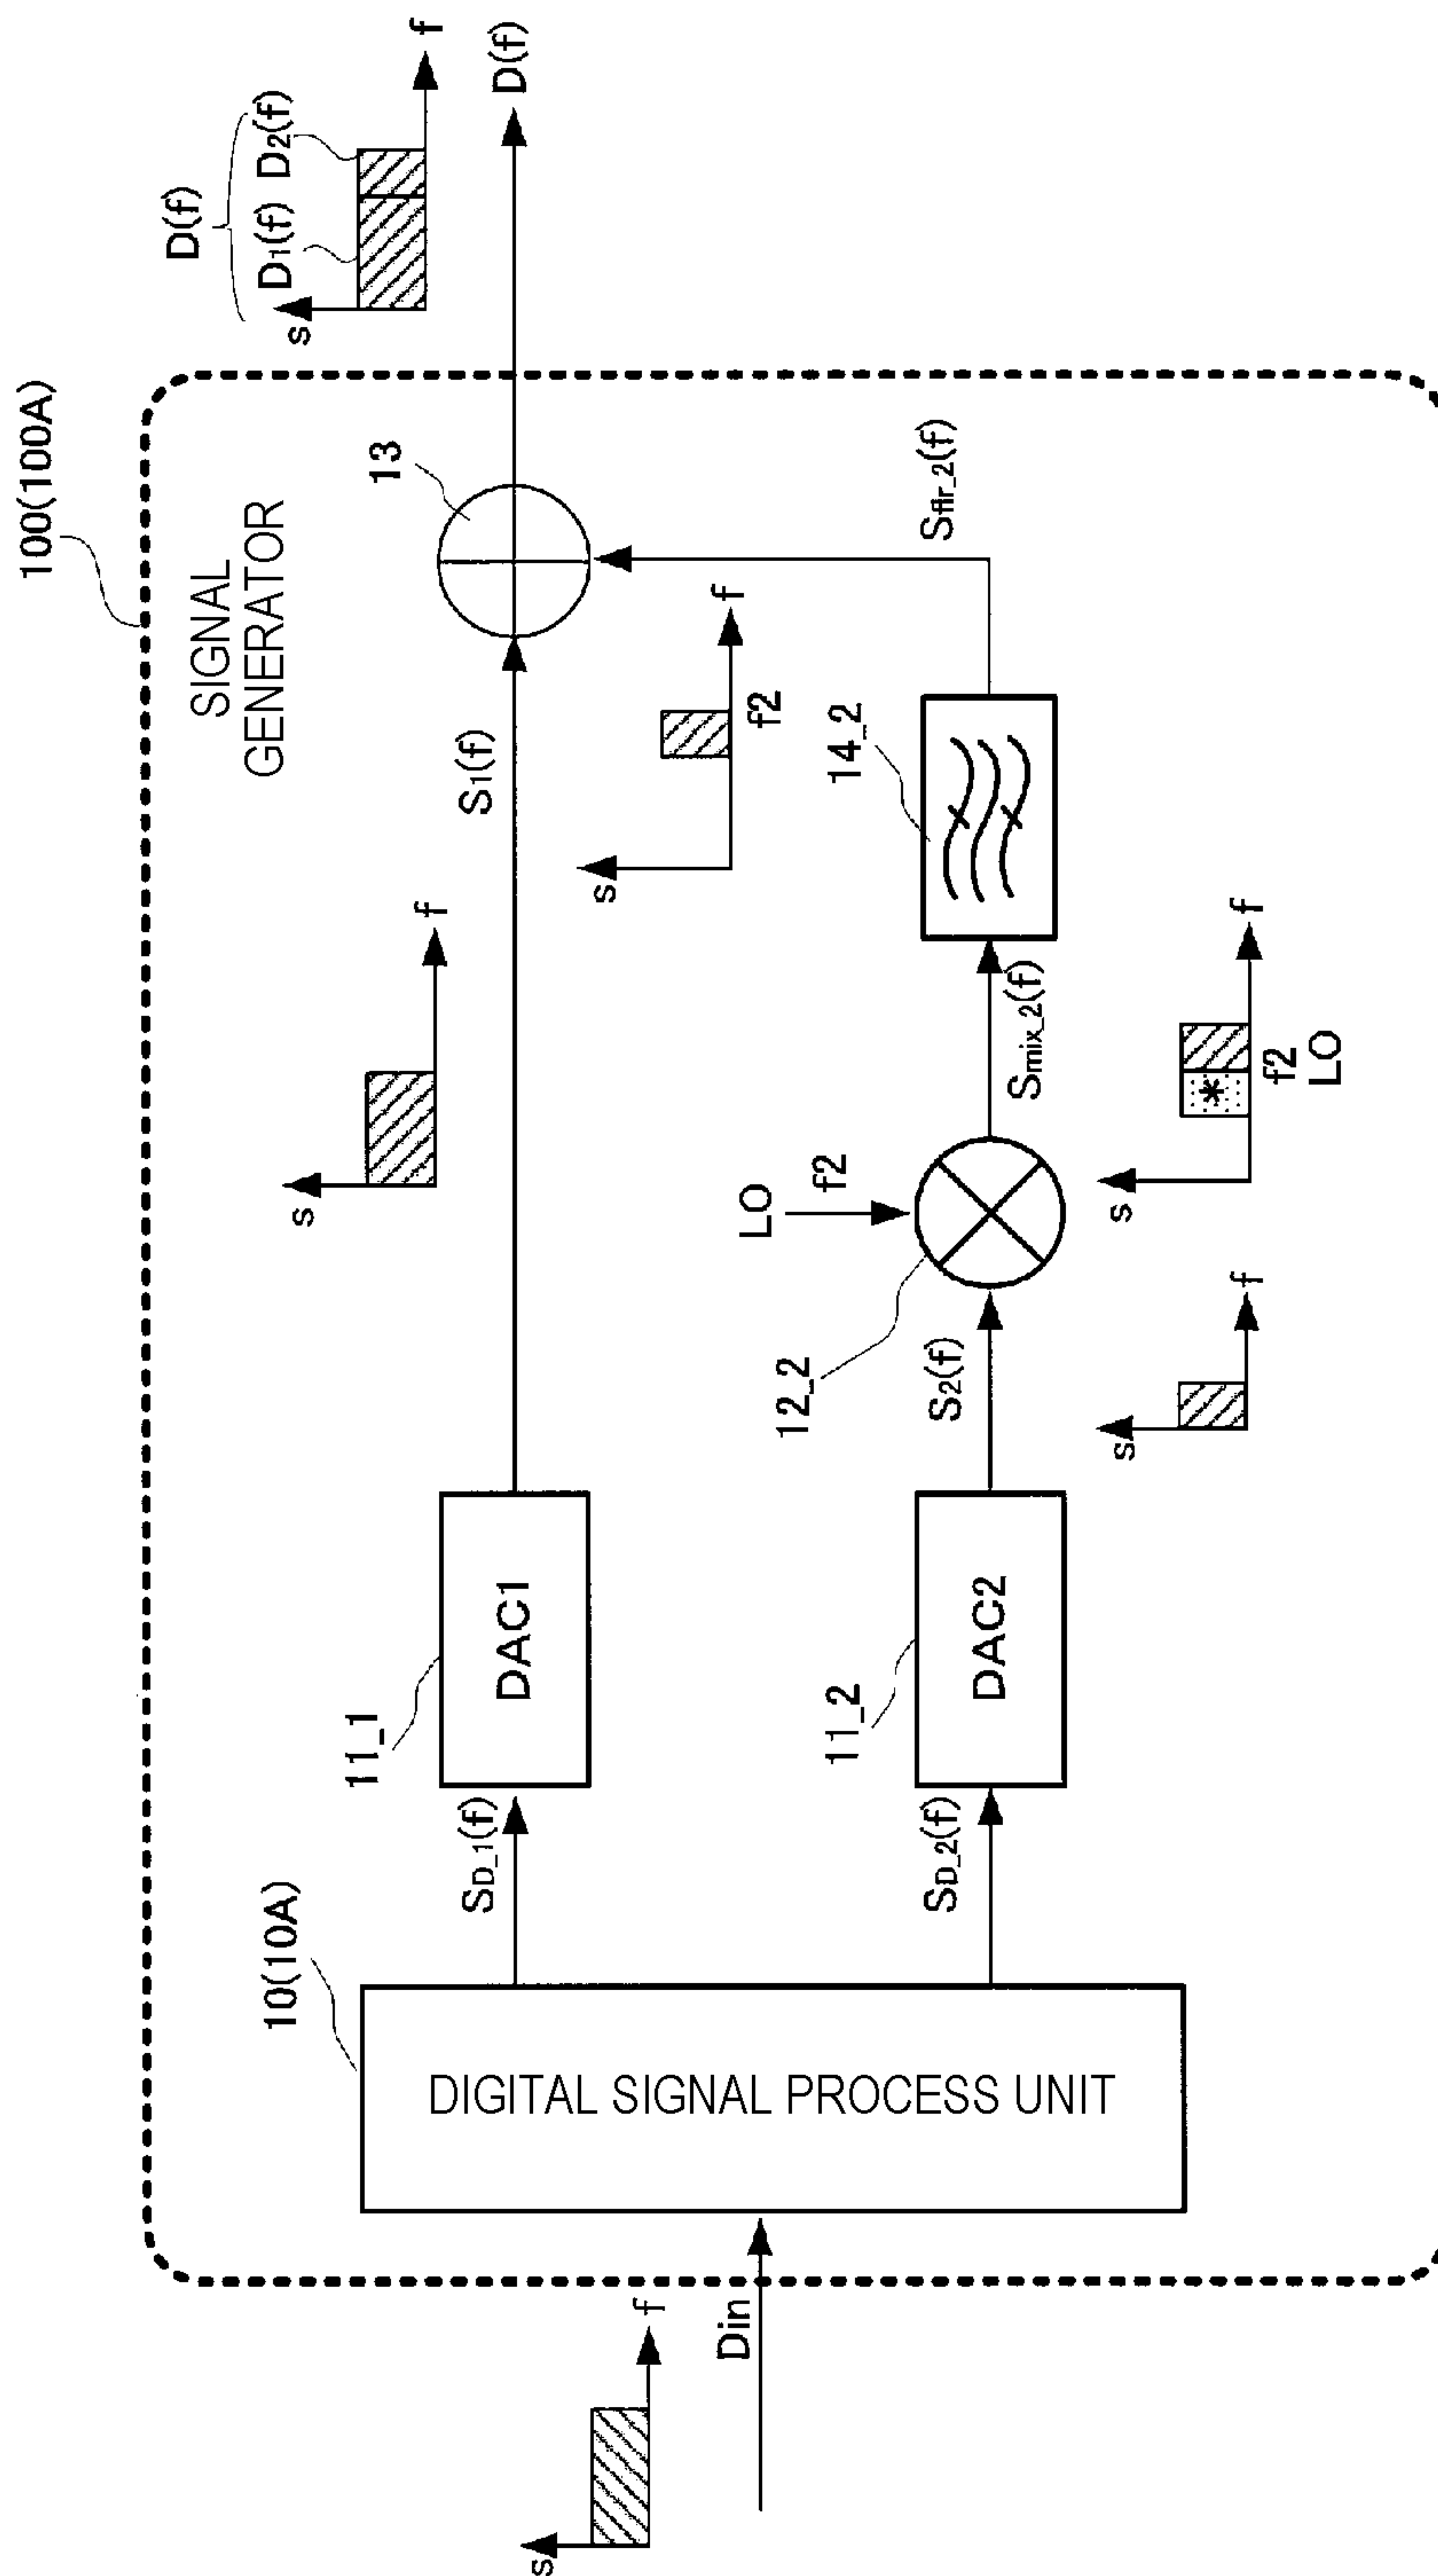 100(100A)
SIGNAL
GENERATOR
s
f
Din
10(10A)
DIGITAL SIGNAL PROCESS UNIT
SD_1(f)
11_1
DAC1
s
f
S1(f)
13
SD_2(f)
11_2
DAC2
S2(f)
s
f
12_2
LO
f2
Smix_2(f)
s
*
f2
LO
f
14_2
s
f2
f
Sflr_2(f)
D(f)
D1(f)
D2(f)
s
f
D(f)